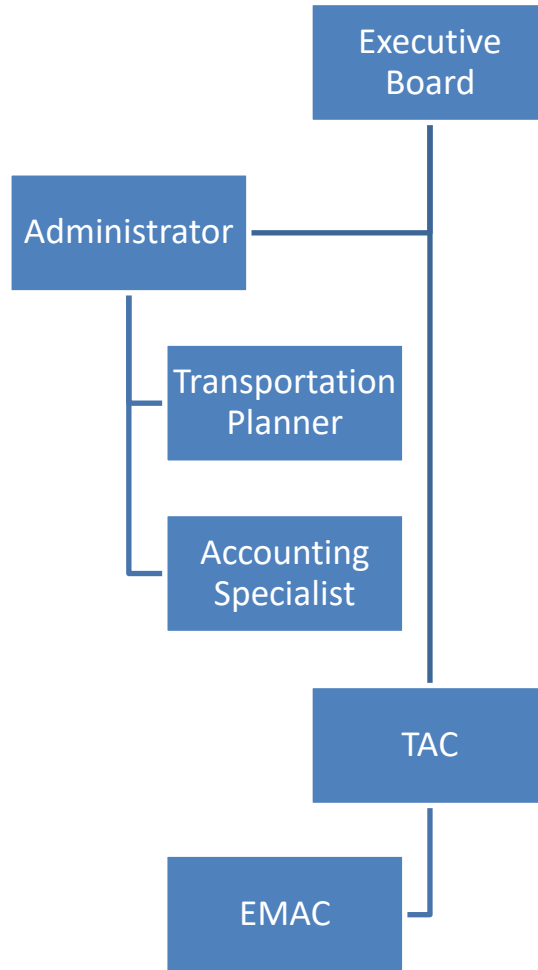 Executive
Board
Administrator
Transportation
Planner
Accounting
Specialist
TAC
EMAC